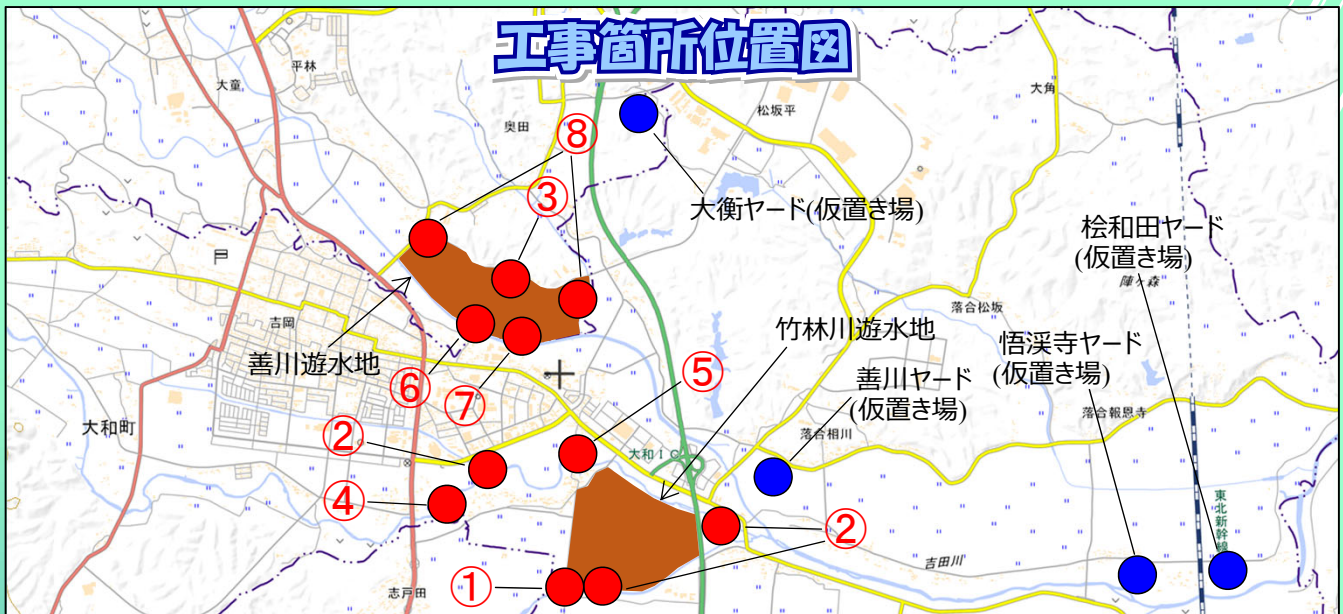 工事箇所位置図
平林
大童
奥田
松坂平
大角
⑧
③
大衡ヤード(仮置き場)
桧和田ヤード
(仮置き場)
陣ヶ森
吉岡
善川遊水地
竹林川遊水地
落合松坂
悟渓寺ヤード
(仮置き場)
善川ヤード
(仮置き場)
⑥
⑦
⑤
大和町
②
大和IC
落合相川
落合報恩寺
④
②
東北新幹線
吉田川
①
志戸田